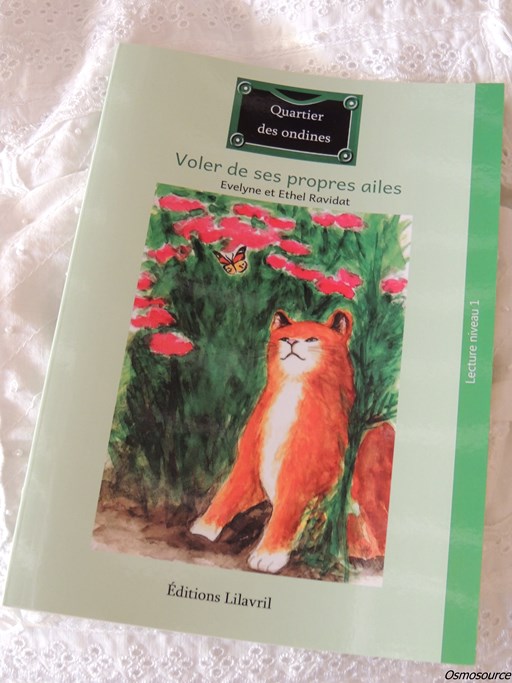 Quartier
des ondines
Voler de ses propres ailes
Evelyne et Ethel Ravidat
Lecture niveau 1
Éditions Lilavril
Osmosource